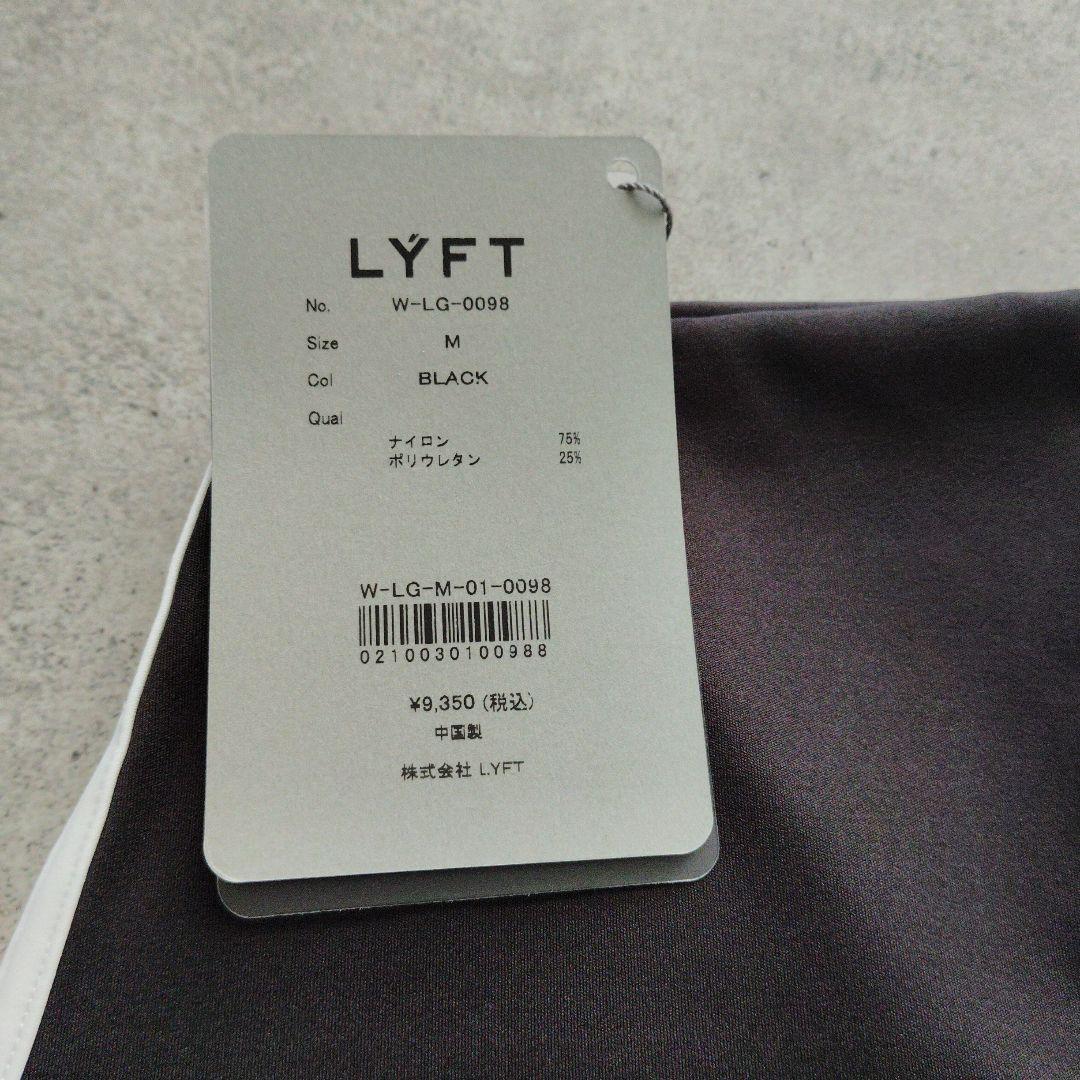 LÝFT
No. W-LG-0098
Size M
Col BLACK
Qual
ナイロン 75%
ポリウレタン 25%
W-LG-M-01-0098
0210030100988
¥9,350 (税込)
中国製
株式会社 LYFT